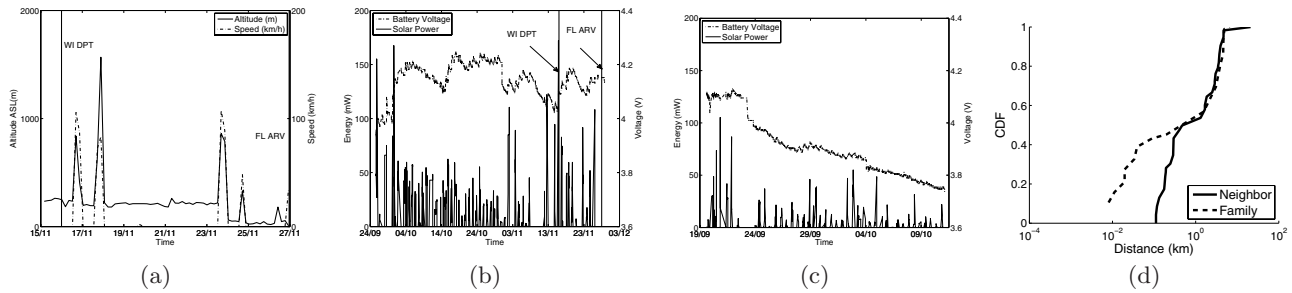 2000
1000
0
Altitude ASL(m)
200
100
0
Speed (km/h)
Altitude (m)
Speed (km/h)
WI DPT
FL ARV
15/11 17/11 19/11 21/11 23/11 25/11 27/11
Time
(a)
200
150
100
50
0
Energy (mW)
4.4
4.2
4
3.8
3.6
Voltage (V)
Battery Voltage
Solar Power
WI DPT
FL ARV
24/09 04/10 14/10 24/10 03/11 13/11 23/11 03/12
Time
(b)
200
150
100
50
0
Energy (mW)
4.4
4.2
4
3.8
3.6
Voltage (V)
Battery Voltage
Solar Power
19/09 24/09 29/09 04/10 09/10
Time
(c)
1
0.8
0.6
0.4
0.2
0
CDF
Neighbor
Family
10⁻⁴ 10⁻² 10⁰ 10²
Distance (km)
(d)